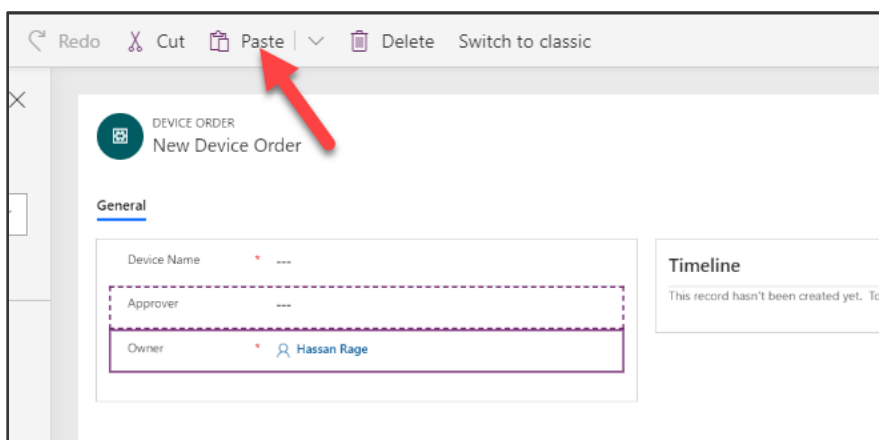 Redo Cut Paste Delete Switch to classic
DEVICE ORDER
New Device Order
General
Device Name * ---
Approver ---
Owner * Hassan Rage
Timeline
This record hasn't been created yet.